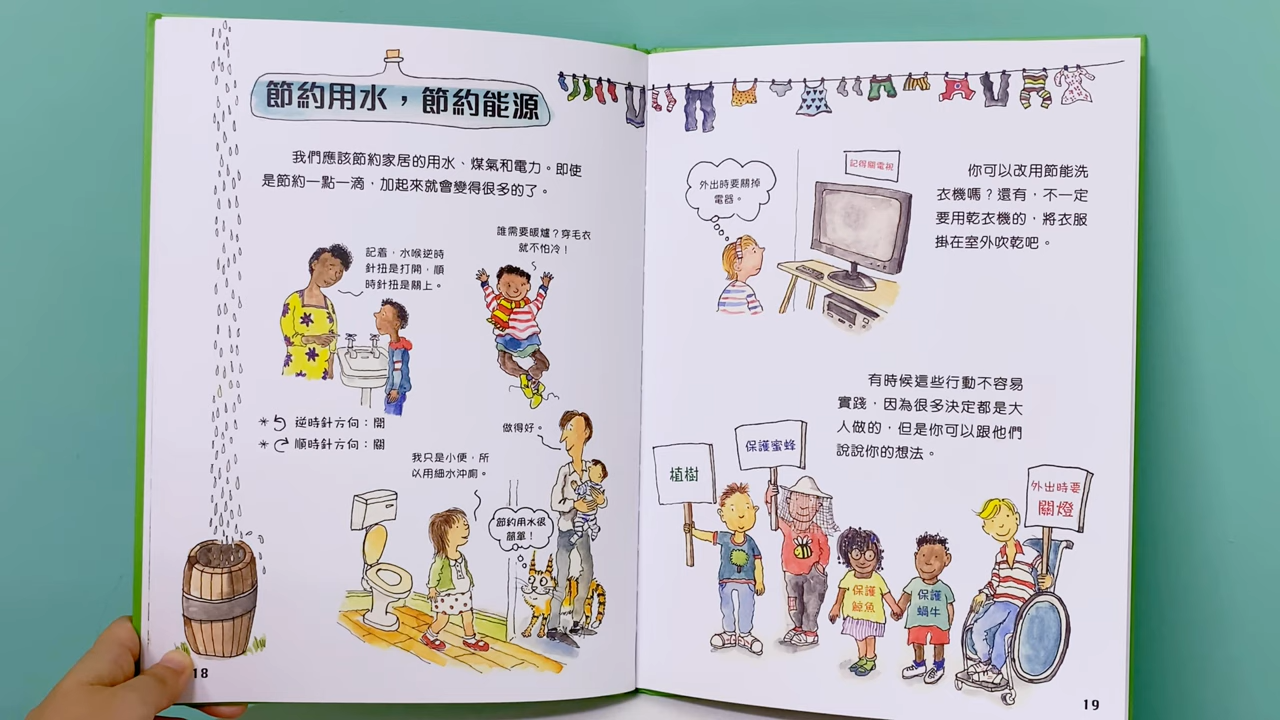 節約用水，節約能源
我們應該節約家居的用水、煤氣和電力。即使
是節約一點一滴，加起來就會變得很多的了。
誰需要暖爐？穿毛衣
就不怕冷！
記着，水喉逆時
針扭是打開，順
時針扭是關上。
* 逆時針方向：開
* 順時針方向：關
做得好。
我只是小便，所
以用細水沖廁。
節約用水很
簡單！
18
外出時要關掉
電器。
記得關電視
你可以改用節能洗
衣機嗎？還有，不一定
要用乾衣機的，將衣服
掛在室外吹乾吧。
有時候這些行動不容易
實踐，因為很多決定都是大
人做的，但是你可以跟他們
說說你的想法。
植樹
保護蜜蜂
保護
鯨魚
保護
蝸牛
外出時要
關燈
19